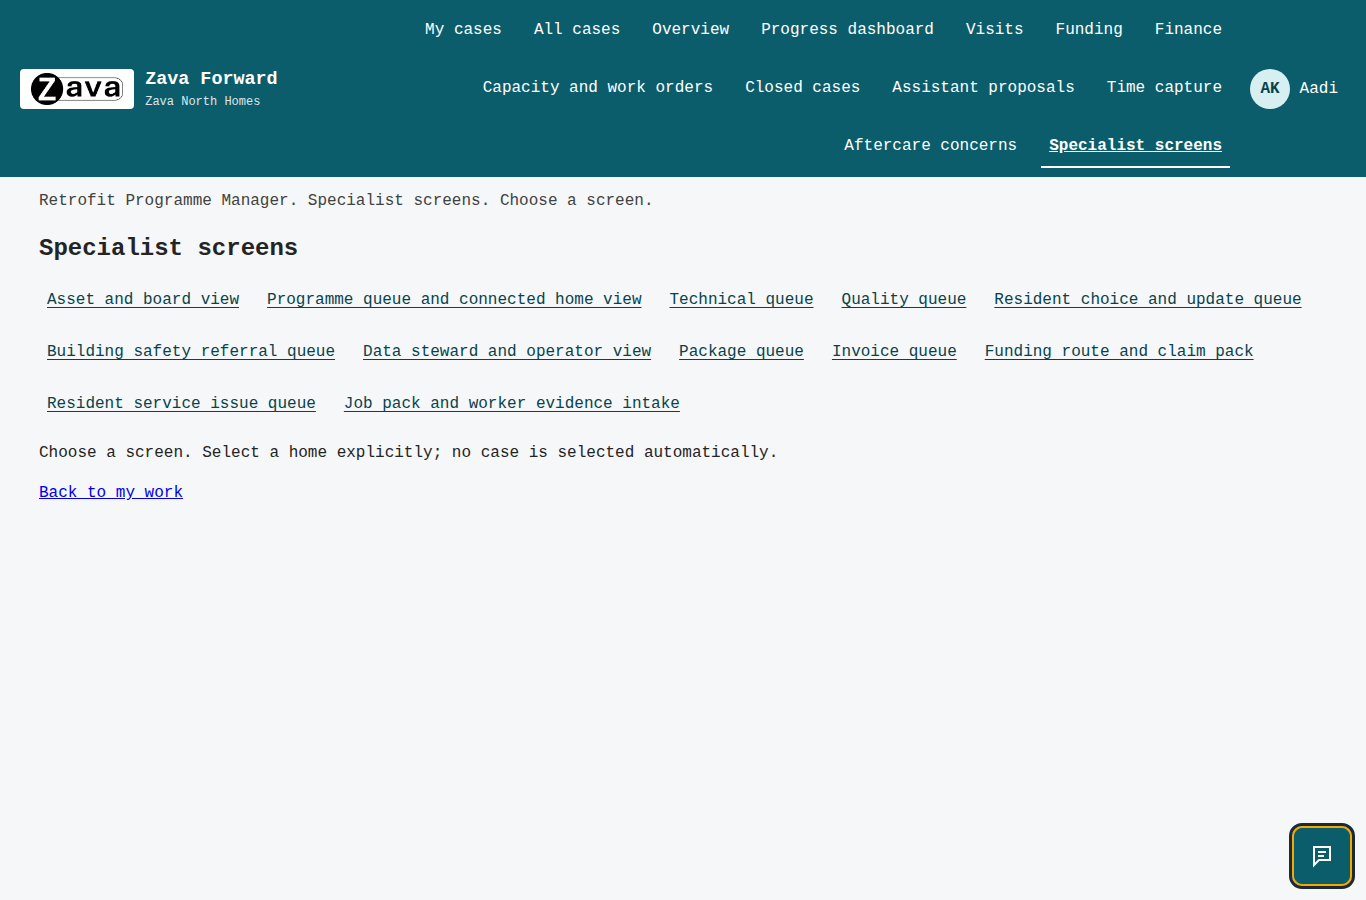 My cases All cases Overview Progress dashboard Visits Funding Finance
Zava
Zava Forward
Zava North Homes
Capacity and work orders Closed cases Assistant proposals Time capture
AK Aadi
Aftercare concerns Specialist screens
Retrofit Programme Manager. Specialist screens. Choose a screen.
Specialist screens
Asset and board view Programme queue and connected home view Technical queue Quality queue Resident choice and update queue
Building safety referral queue Data steward and operator view Package queue Invoice queue Funding route and claim pack
Resident service issue queue Job pack and worker evidence intake
Choose a screen. Select a home explicitly; no case is selected automatically.
Back to my work